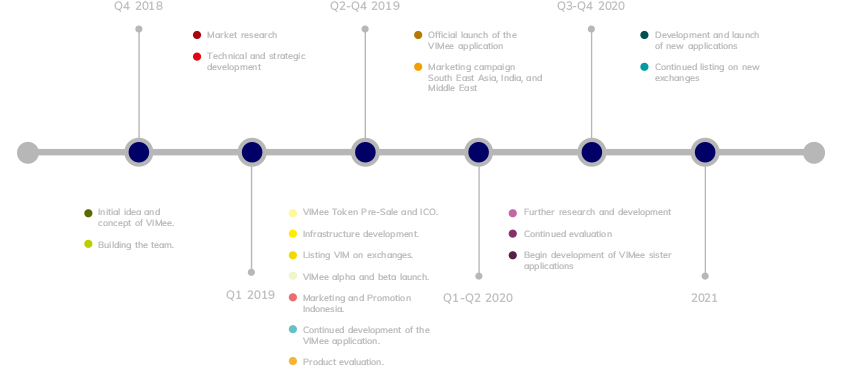 Q4 2018
Q2-Q4 2019
Q3-Q4 2020
Market research
Technical and strategic
development
Official launch of the
VIMee application
Marketing campaign
South East Asia, India, and
Middle East
Development and launch
of new applications
Continued listing on new
exchanges
Initial idea and
concept of VIMee.
Building the team.
Q1 2019
VIMee Token Pre-Sale and ICO.
Infrastructure development.
Listing VIM on exchanges.
VIMee alpha and beta launch.
Marketing and Promotion
Indonesia.
Continued development of the
VIMee application.
Product evaluation.
Q1-Q2 2020
Further research and development
Continued evaluation
Begin development of VIMee sister
applications
2021